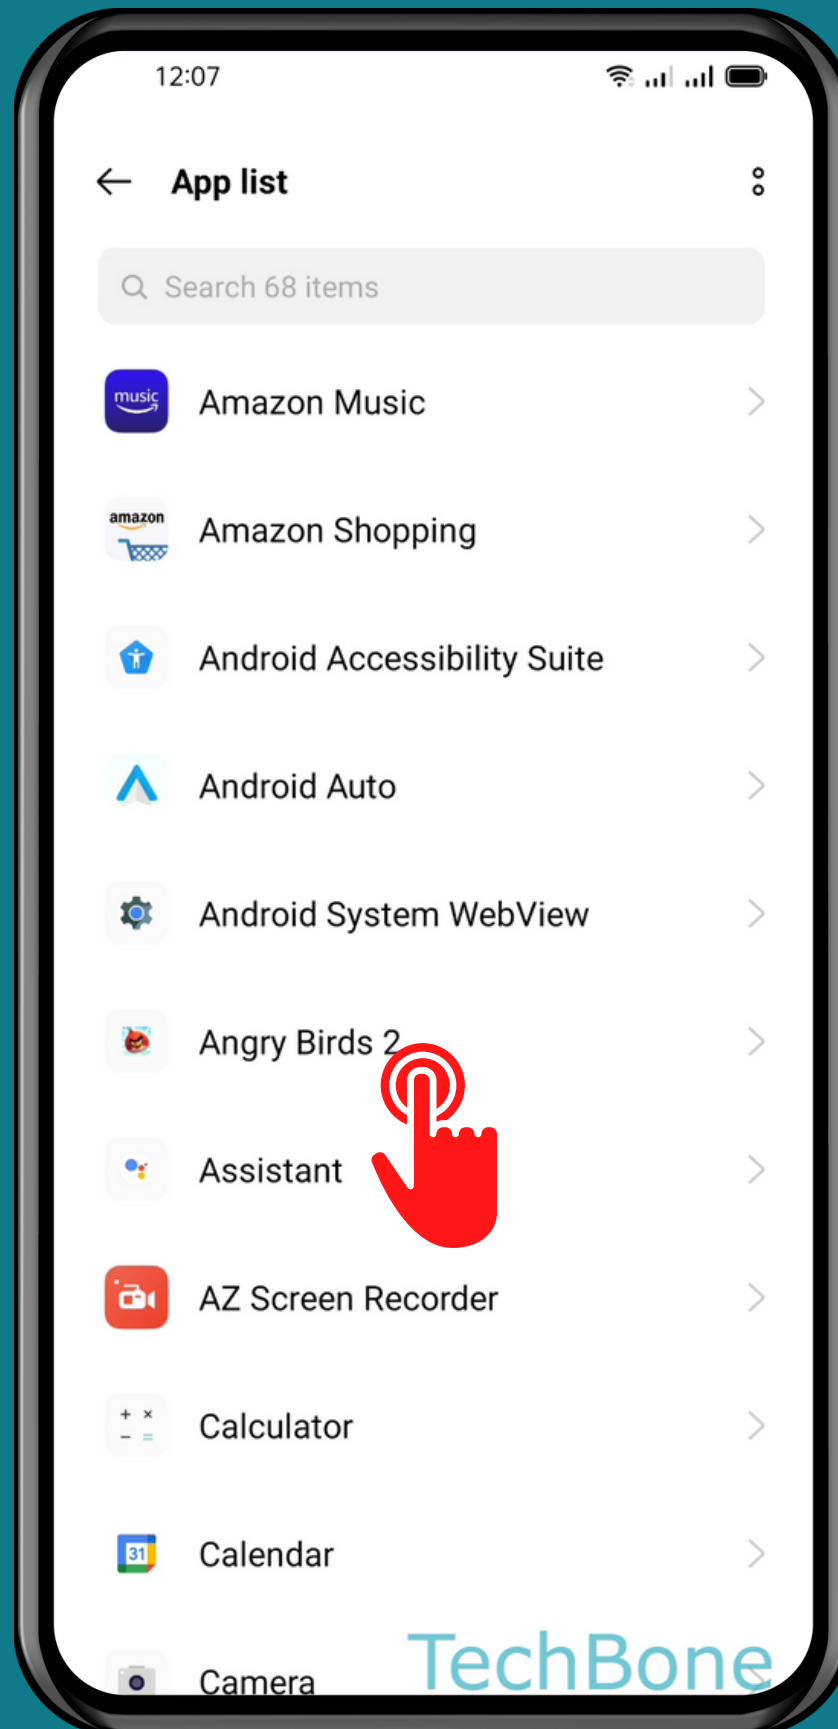 12:07
App list
Search 68 items
music
Amazon Music
amazon
Amazon Shopping
Android Accessibility Suite
Android Auto
Android System WebView
Angry Birds 2
Assistant
AZ Screen Recorder
+ ×
− =
Calculator
31
Calendar
Camera
TechBone